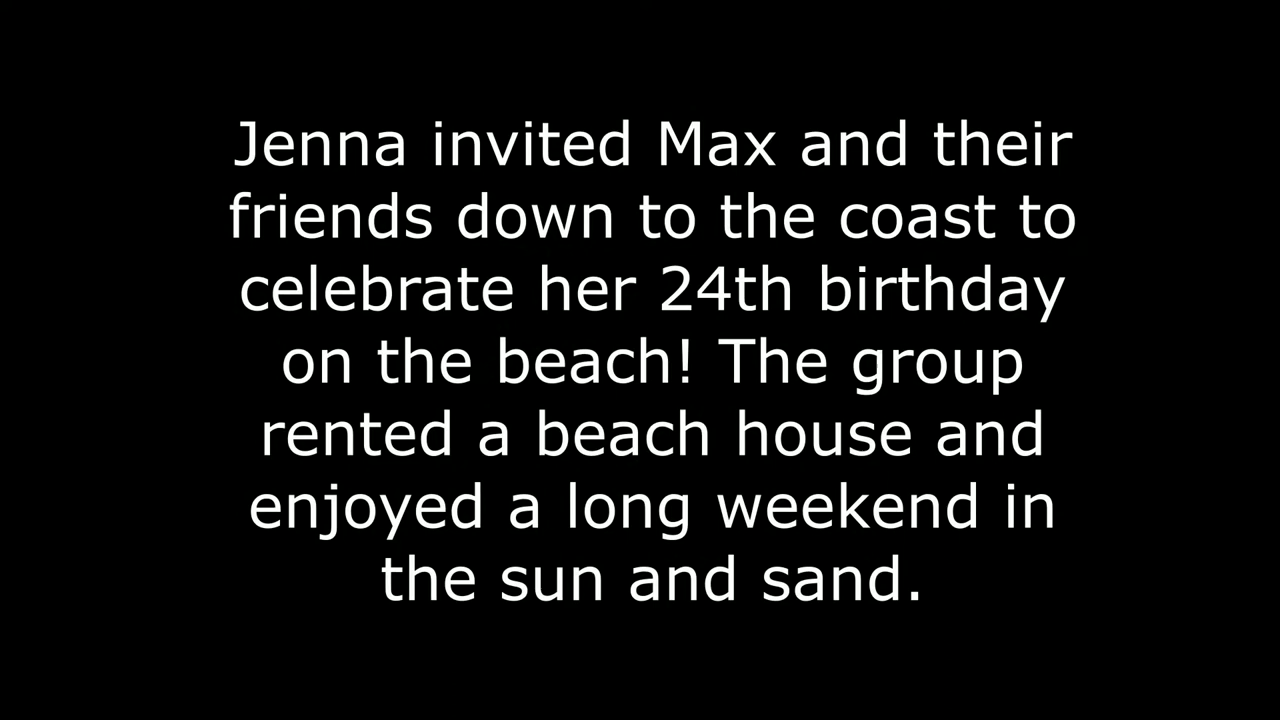 Jenna invited Max and their
friends down to the coast to
celebrate her 24th birthday
on the beach! The group
rented a beach house and
enjoyed a long weekend in
the sun and sand.